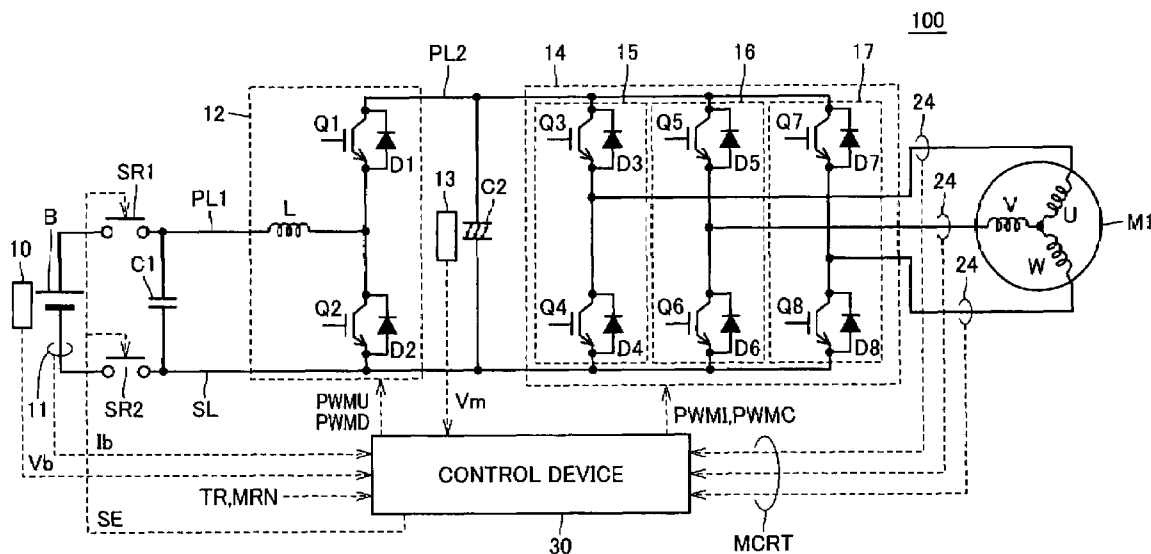 100
PL2
14
15
16
17
12
Q1
D1
Q3
D3
Q5
D5
Q7
D7
24
SR1
B
PL1
L
13
C2
24
V
U
W
M1
10
C1
24
Q2
D2
Q4
D4
Q6
D6
Q8
D8
11
SR2
SL
PWMU
PWMD
Vm
PWMI,PWMC
Ib
Vb
CONTROL DEVICE
TR,MRN
SE
30
MCRT